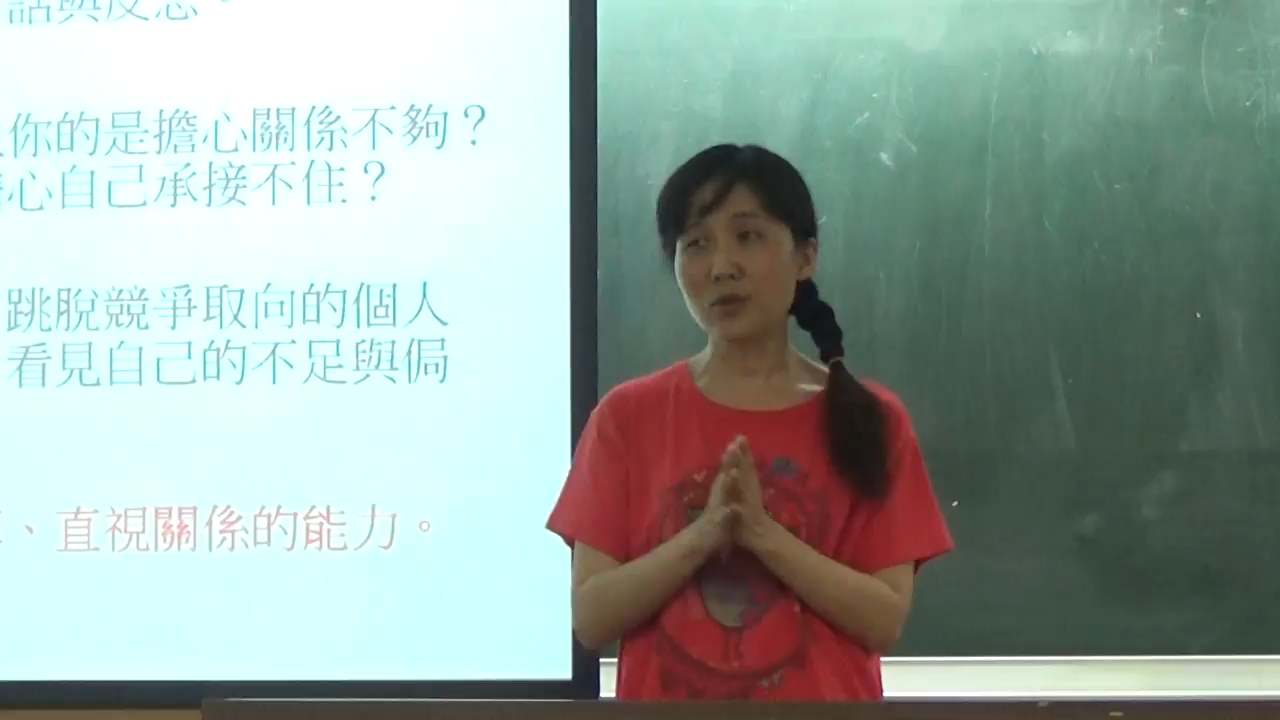 話與反思。
你的是擔心關係不夠？
心自己承接不住？
跳脫競爭取向的個人
看見自己的不足與侷
、直視關係的能力。